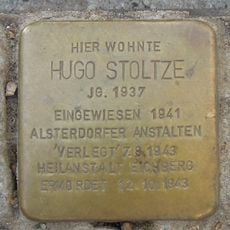 HIER WOHNTE
HUGO STOLTZE
JG. 1937
EINGEWIESEN 1941
ALSTERDORFER ANSTALTEN
'VERLEGT' 7.8.1943
HEILANSTALT EICHBERG
ERMORDET 12.10.1943